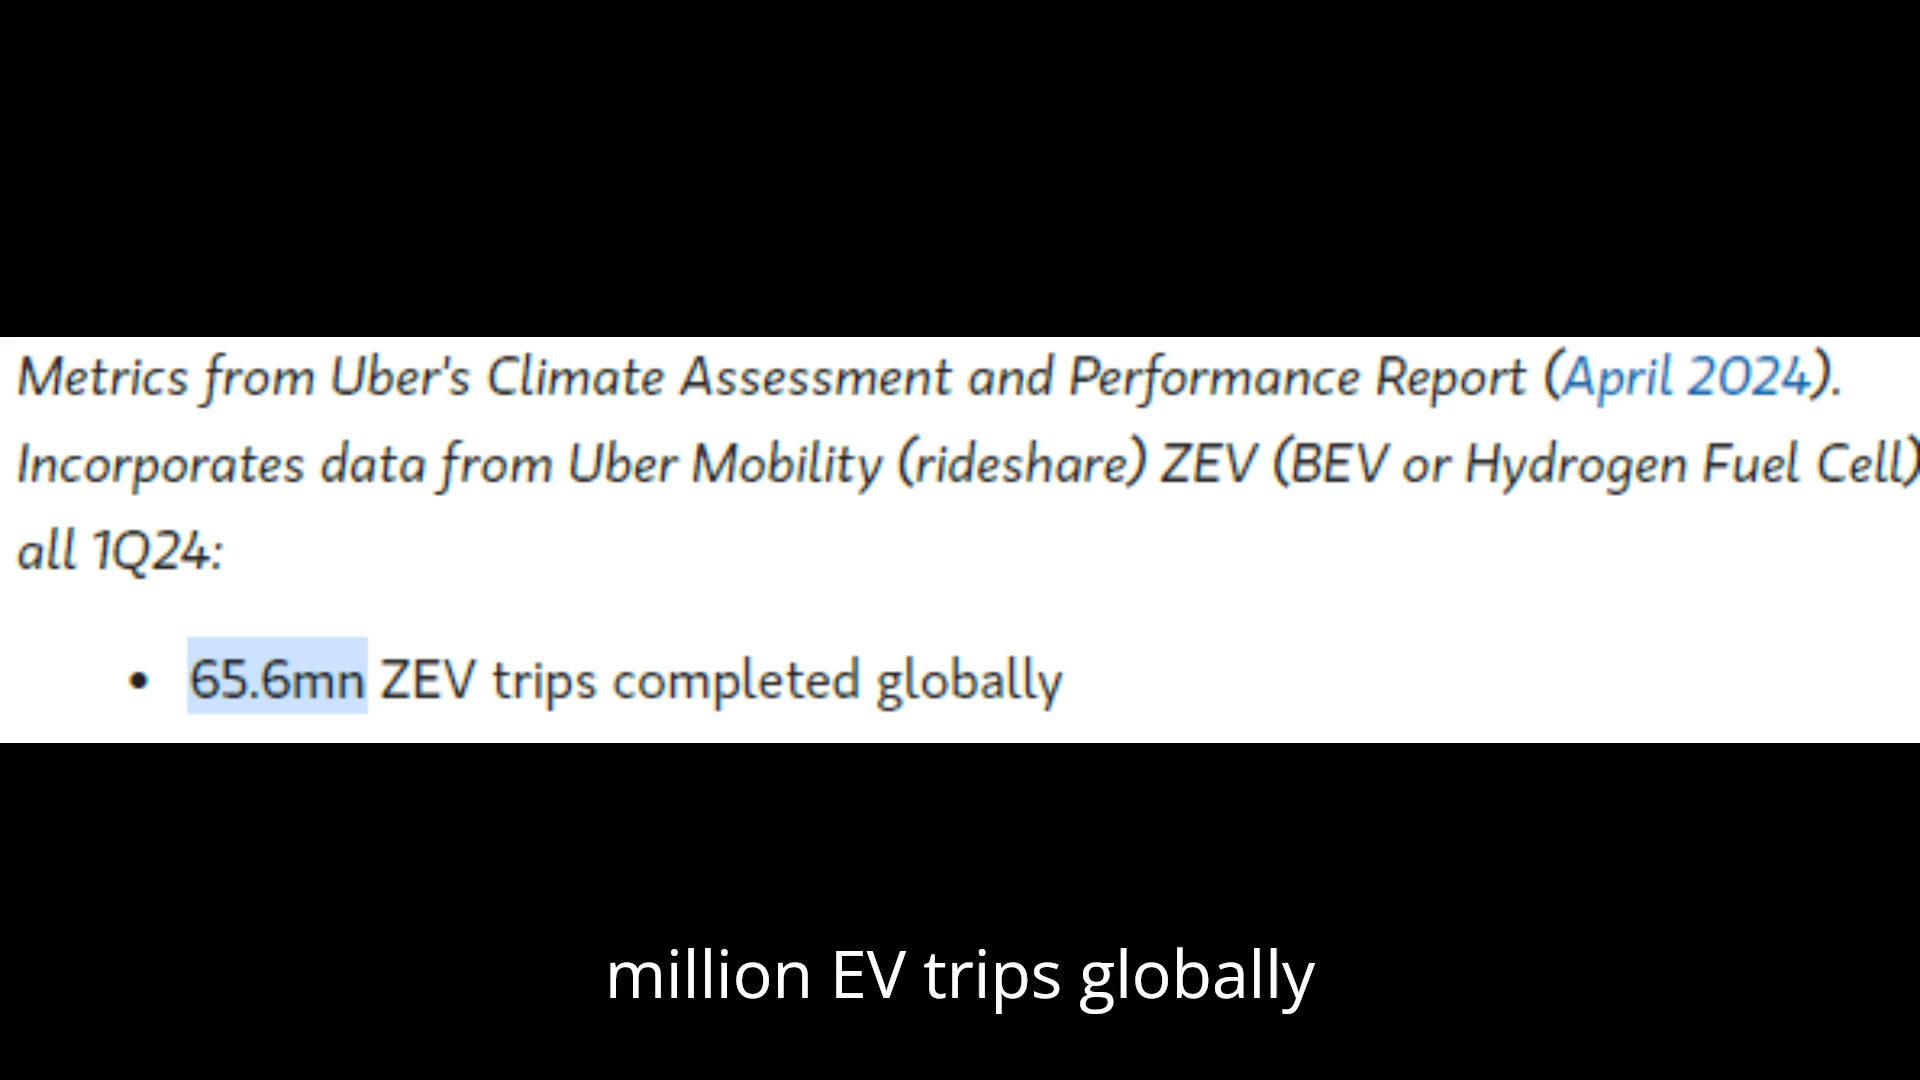 Metrics from Uber's Climate Assessment and Performance Report (April 2024).
Incorporates data from Uber Mobility (rideshare) ZEV (BEV or Hydrogen Fuel Cell)
all 1Q24:
• 65.6mn ZEV trips completed globally
million EV trips globally